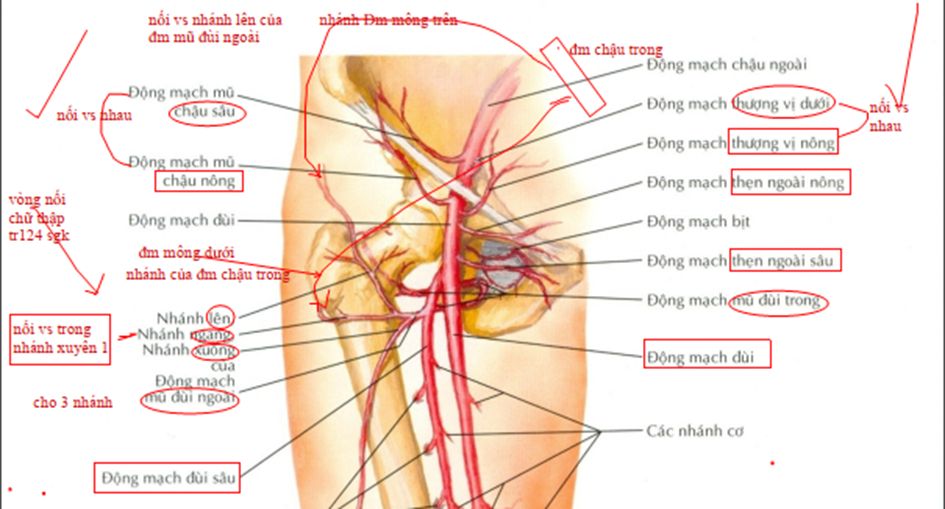 nối vs nhánh lên của
đm mũ đùi ngoài
nhánh Đm mông trên
đm chậu trong
Động mạch chậu ngoài
Động mạch mũ
chậu sâu
nối vs nhau
Động mạch mũ
chậu nông
Động mạch thượng vị dưới
nối vs
nhau
Động mạch thượng vị nông
Động mạch thẹn ngoài nông
vòng nối
chữ thập
tr124 sgk
Động mạch đùi
Động mạch bịt
đm mông dưới
nhánh của đm chậu trong
Động mạch thẹn ngoài sâu
Động mạch mũ đùi trong
nối vs trong
nhánh xuyên 1
Nhánh lên
Nhánh ngang
Nhánh xuống
của
Động mạch
mũ đùi ngoài
cho 3 nhánh
Động mạch đùi
Các nhánh cơ
Động mạch đùi sâu